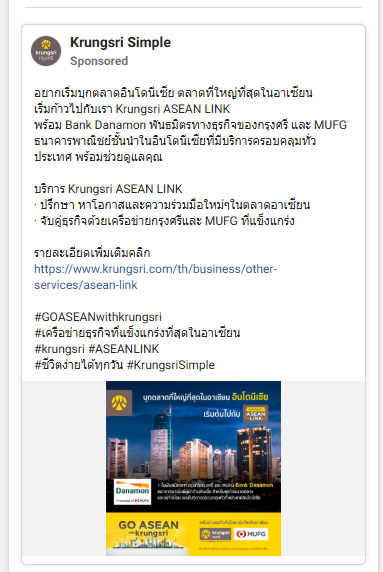 Krungsri Simple
Sponsored
krungsri
กรุงศรี
อยากเริ่มบุกตลาดอินโดนีเซีย ตลาดที่ใหญ่ที่สุดในอาเซียน
เริ่มก้าวไปกับเรา Krungsri ASEAN LINK
พร้อม Bank Danamon พันธมิตรทางธุรกิจของกรุงศรี และ MUFG
ธนาคารพาณิชย์ชั้นนำในอินโดนีเซียที่มีบริการครอบคลุมทั่ว
ประเทศ พร้อมช่วยดูแลคุณ
บริการ Krungsri ASEAN LINK
· ปรึกษา หาโอกาสและความร่วมมือใหม่ๆในตลาดอาเซียน
· จับคู่ธุรกิจด้วยเครือข่ายกรุงศรีและ MUFG ที่แข็งแกร่ง
รายละเอียดเพิ่มเติมคลิก
https://www.krungsri.com/th/business/other-
services/asean-link
#GOASEANwithkrungsri
#เครือข่ายธุรกิจที่แข็งแกร่งที่สุดในอาเซียน
#krungsri #ASEANLINK
#ชีวิตง่ายได้ทุกวัน #KrungsriSimple
บุกตลาดที่ใหญ่ที่สุดในอาเซียน อินโดนีเซีย
เริ่มต้นไปกับ
ASEAN
LINK
Danamon
A member of MUFG
GO ASEAN
with krungsri
krungsri
MUFG